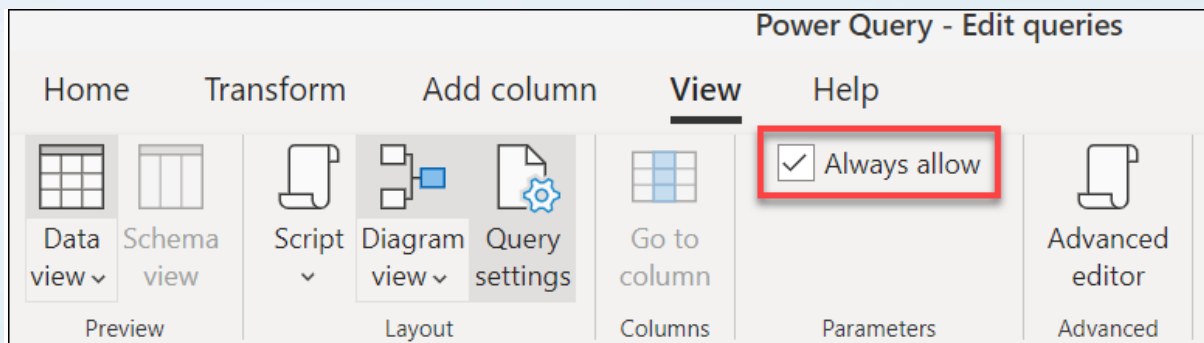 Power Query - Edit queries
Home Transform Add column View Help
Always allow
Data Schema Script Diagram Query Go to Advanced
view view view settings column editor
Preview Layout Columns Parameters Advanced